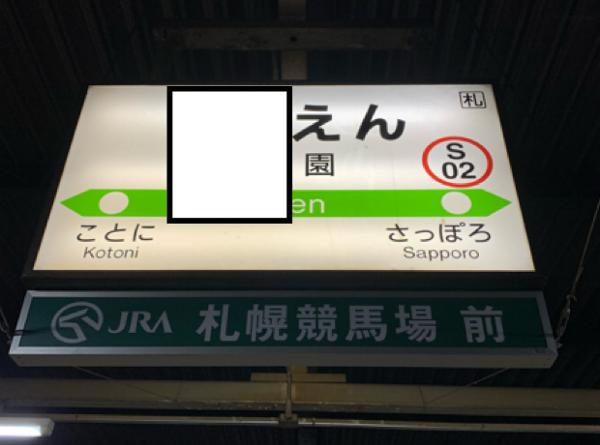 札
えん
園
S
02
en
ことに
Kotoni
さっぽろ
Sapporo
JRA 札幌競馬場 前